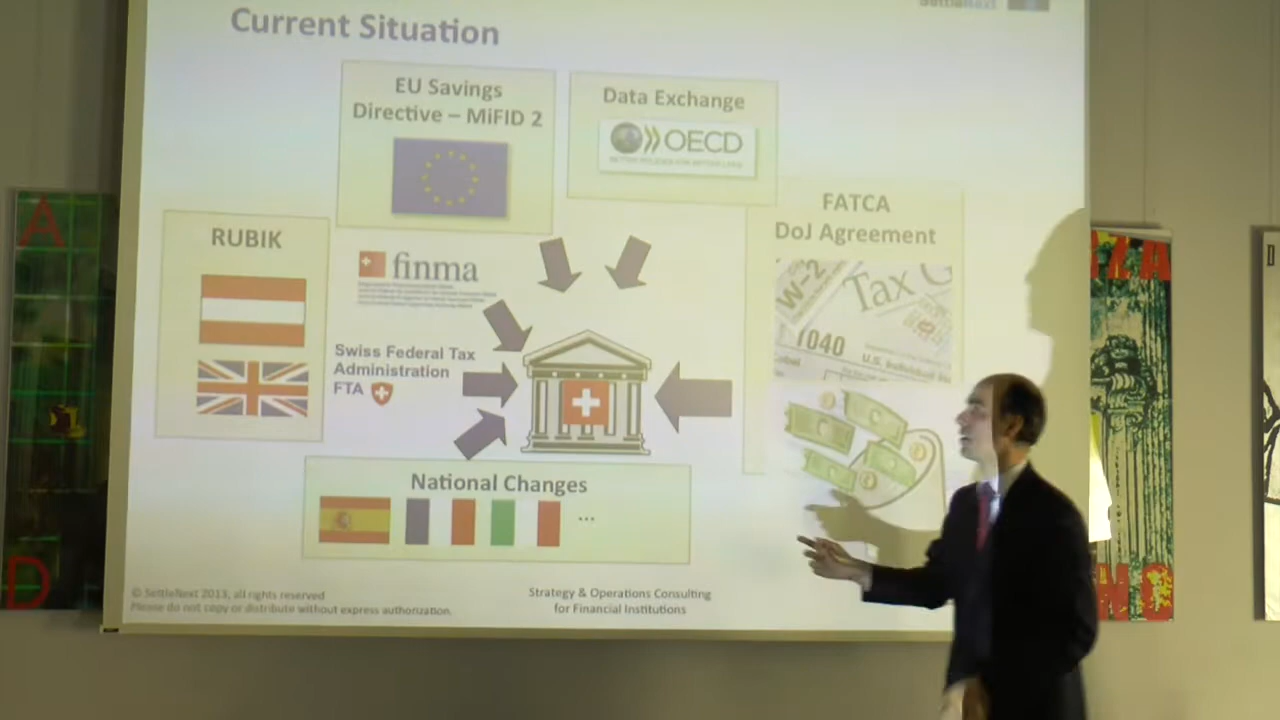 SettleNext
Current Situation
EU Savings
Directive – MiFID 2
Data Exchange
OECD
FATCA
DoJ Agreement
W-2
Tax
1040
U.S. Individual
RUBIK
finma
Swiss Federal Tax
Administration
FTA
National Changes
...
© SettleNext 2013, all rights reserved
Please do not copy or distribute without express authorization.
Strategy & Operations Consulting
for Financial Institutions
A
D
D